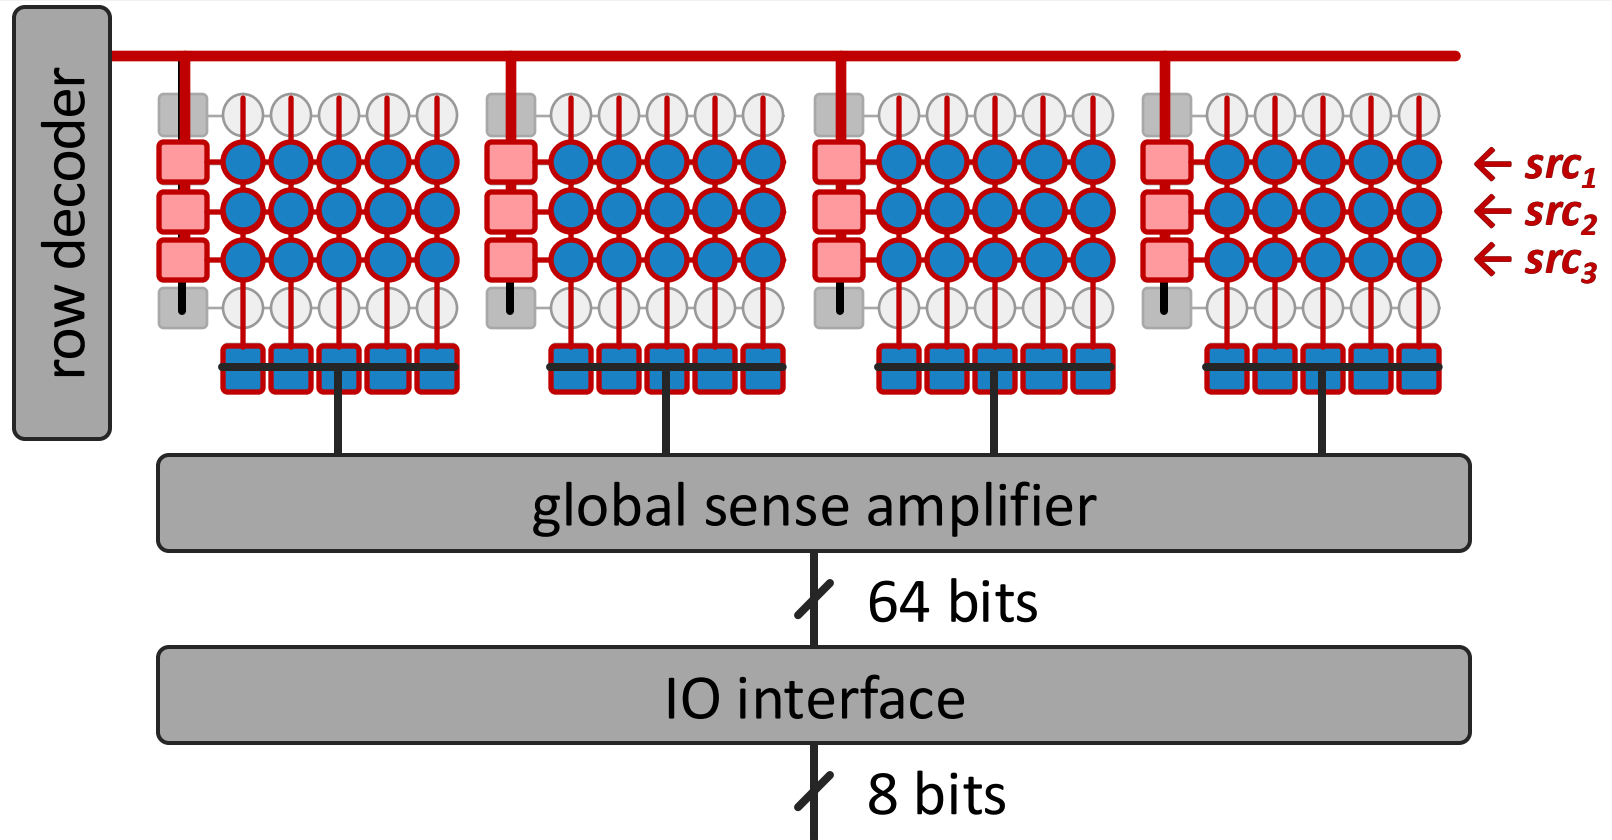 row decoder
← src₁
← src₂
← src₃
global sense amplifier
64 bits
IO interface
8 bits